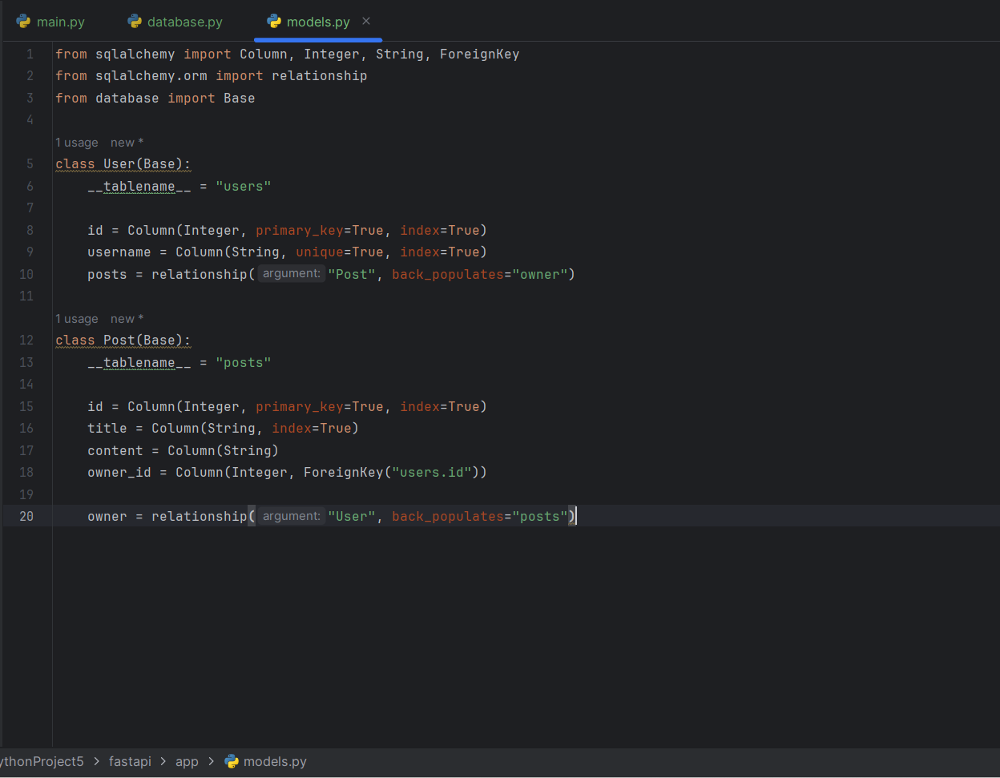 main.py database.py models.py
1 from sqlalchemy import Column, Integer, String, ForeignKey
2 from sqlalchemy.orm import relationship
3 from database import Base
4
1 usage new *
5 class User(Base):
6 __tablename__ = "users"
7
8 id = Column(Integer, primary_key=True, index=True)
9 username = Column(String, unique=True, index=True)
10 posts = relationship( argument: "Post", back_populates="owner")
11
1 usage new *
12 class Post(Base):
13 __tablename__ = "posts"
14
15 id = Column(Integer, primary_key=True, index=True)
16 title = Column(String, index=True)
17 content = Column(String)
18 owner_id = Column(Integer, ForeignKey("users.id"))
19
20 owner = relationship( argument: "User", back_populates="posts")
ythonProject5 > fastapi > app > models.py